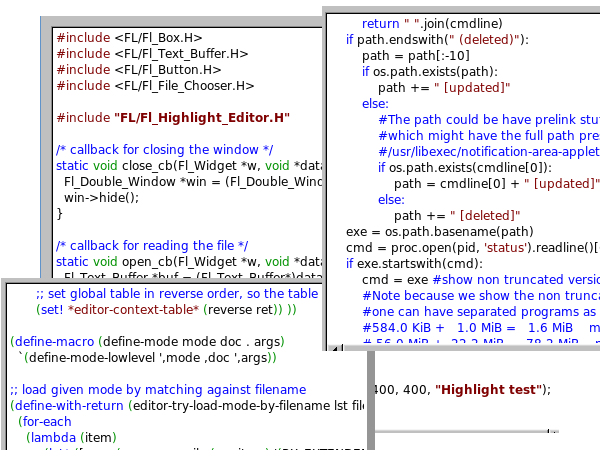 #include <FL/Fl_Box.H>
#include <FL/Fl_Text_Buffer.H>
#include <FL/Fl_Button.H>
#include <FL/Fl_File_Chooser.H>
#include "FL/Fl_Highlight_Editor.H"
/* callback for closing the window */
static void close_cb(Fl_Widget *w, void *data
Fl_Double_Window *win = (Fl_Double_Wind
win->hide();
}
/* callback for reading the file */
static void open_cb(Fl_Widget *w, void *data
Fl_Text_Buffer *buf = (Fl_Text_Buffer*)data
return " ".join(cmdline)
if path.endswith(" (deleted)"):
path = path[:-10]
if os.path.exists(path):
path += " [updated]"
else:
#The path could be have prelink stu
#which might have the full path pres
#/usr/libexec/notification-area-applet
if os.path.exists(cmdline[0]):
path = cmdline[0] + " [updated]"
else:
path += " [deleted]"
exe = os.path.basename(path)
cmd = proc.open(pid, 'status').readline()[
if exe.startswith(cmd):
cmd = exe #show non truncated versio
#Note because we show the non trunca
#one can have separated programs as
#584.0 KiB + 1.0 MiB = 1.6 MiB m
# 56.0 MiB + 22.2 MiB = 78.2 MiB
;; set global table in reverse order, so the table
(set! *editor-context-table* (reverse ret)) ))
(define-macro (define-mode mode doc . args)
`(define-mode-lowlevel ',mode ,doc ',args))
;; load given mode by matching against filename
(define-with-return (editor-try-load-mode-by-filename lst file
(for-each
(lambda (item)
400, 400, "Highlight test");